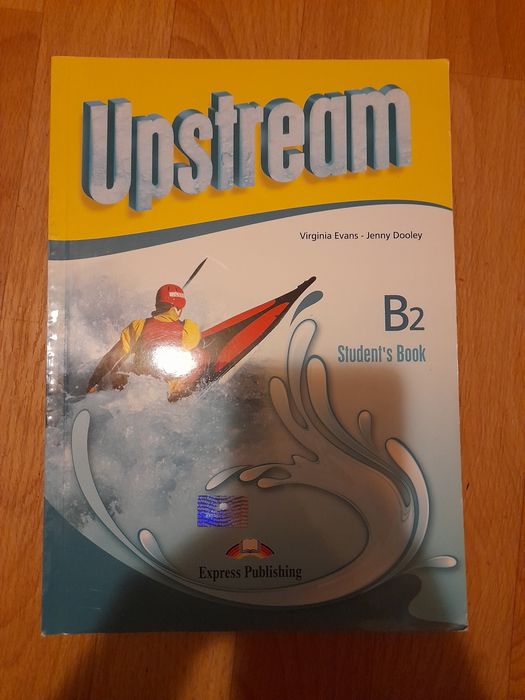 Upstream
Virginia Evans - Jenny Dooley
B2
Student's Book
Express Publishing